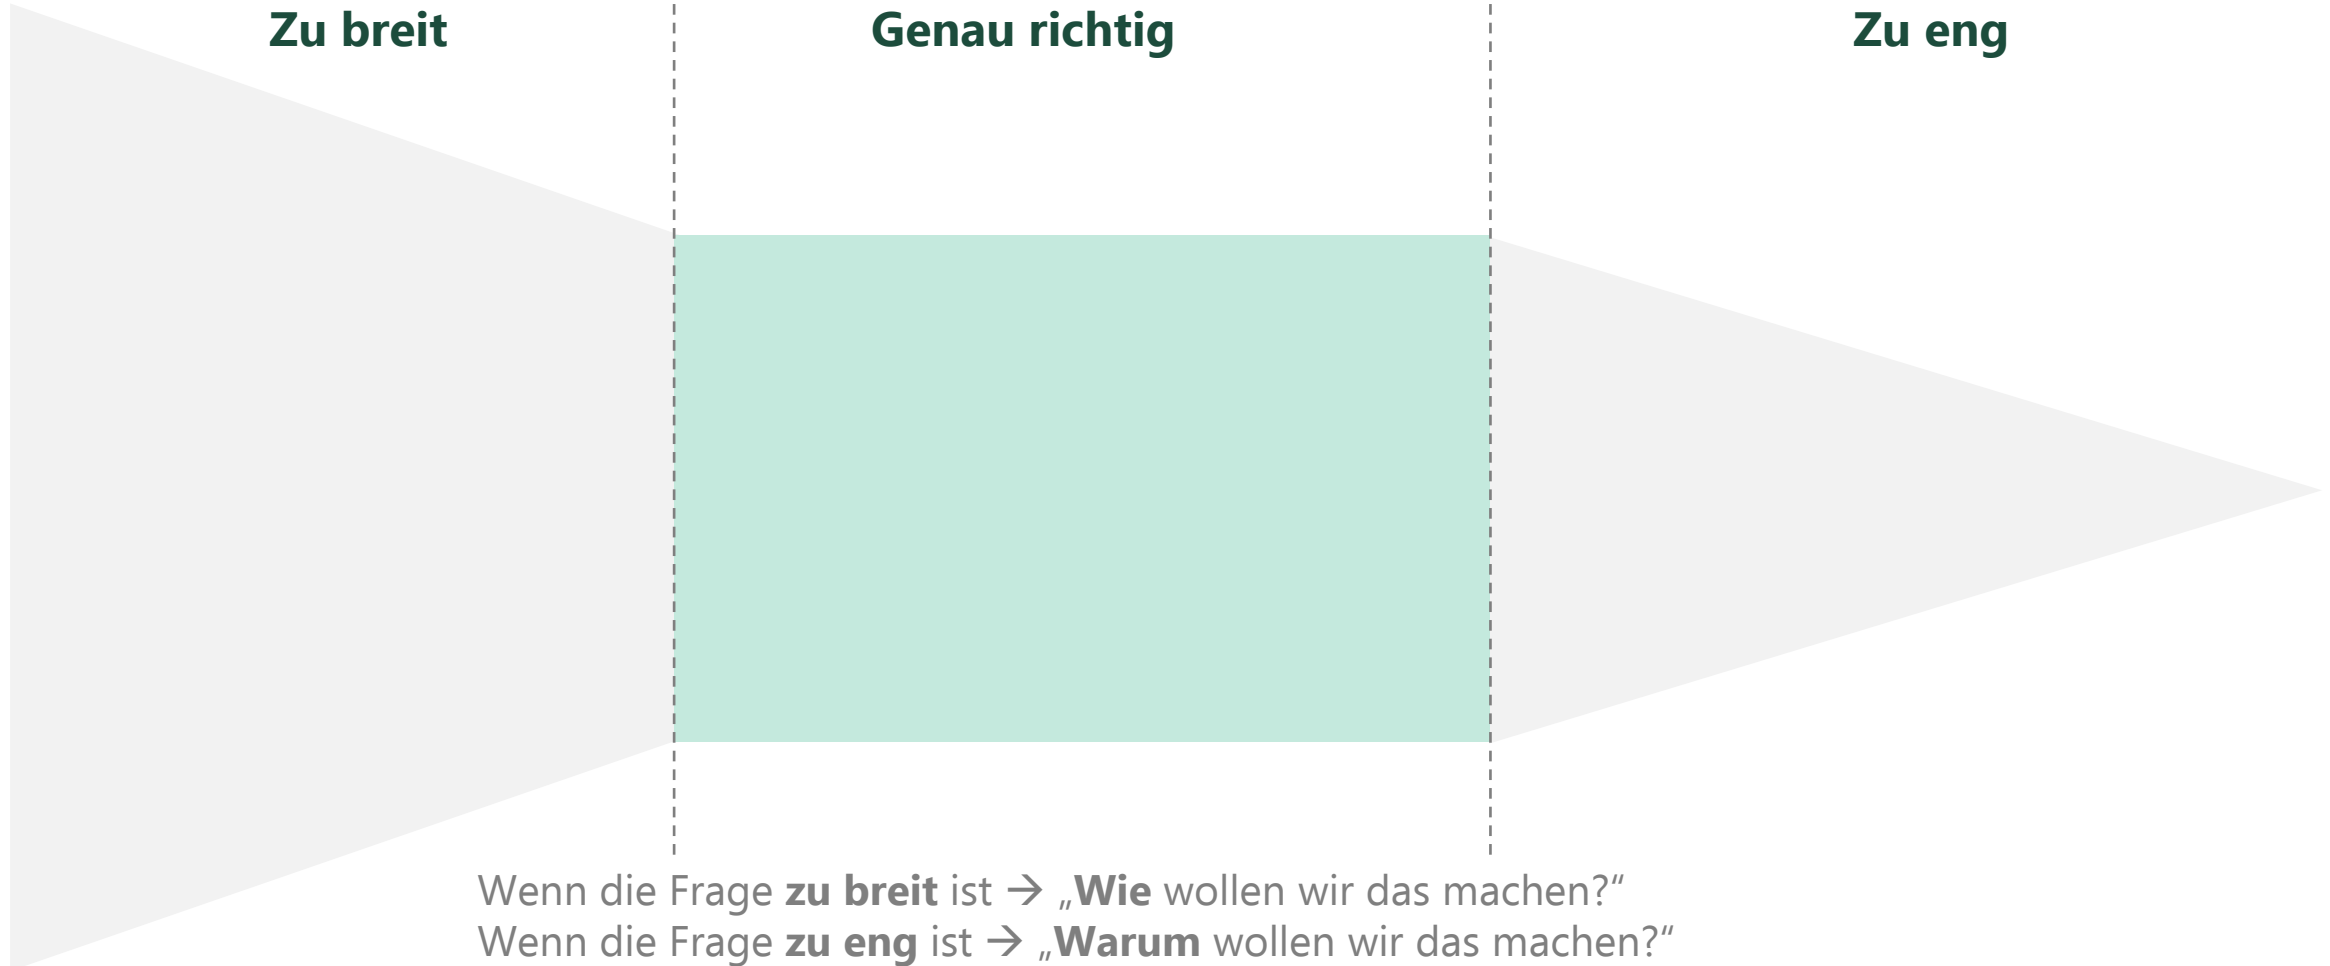 Zu breit
Genau richtig
Zu eng
Wenn die Frage zu breit ist → „Wie wollen wir das machen?“
Wenn die Frage zu eng ist → „Warum wollen wir das machen?“